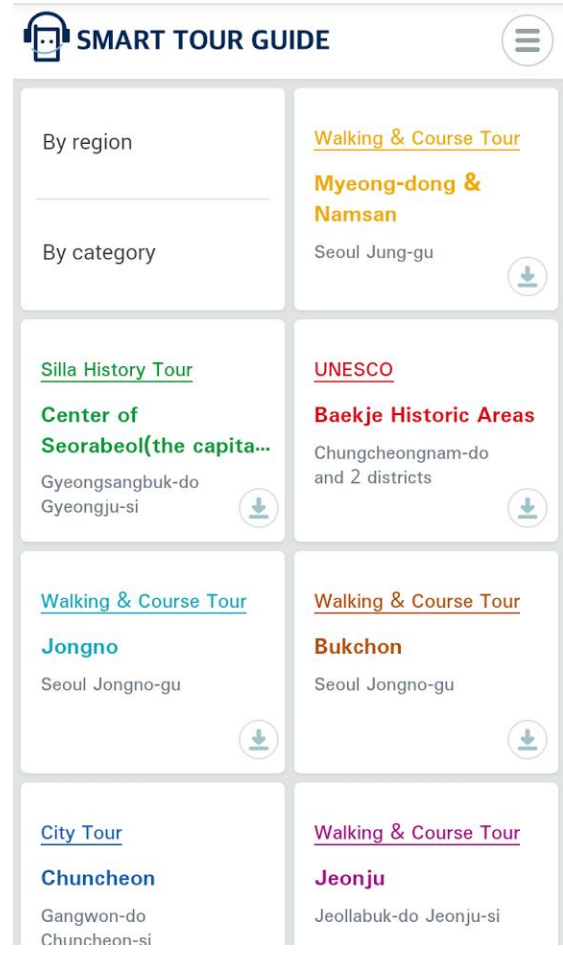 SMART TOUR GUIDE
By region
By category
Walking & Course Tour
Myeong-dong &
Namsan
Seoul Jung-gu
Silla History Tour
Center of
Seorabeol(the capita...
Gyeongsangbuk-do
Gyeongju-si
UNESCO
Baekje Historic Areas
Chungcheongnam-do
and 2 districts
Walking & Course Tour
Jongno
Seoul Jongno-gu
Walking & Course Tour
Bukchon
Seoul Jongno-gu
City Tour
Chuncheon
Gangwon-do
Chuncheon-si
Walking & Course Tour
Jeonju
Jeollabuk-do Jeonju-si